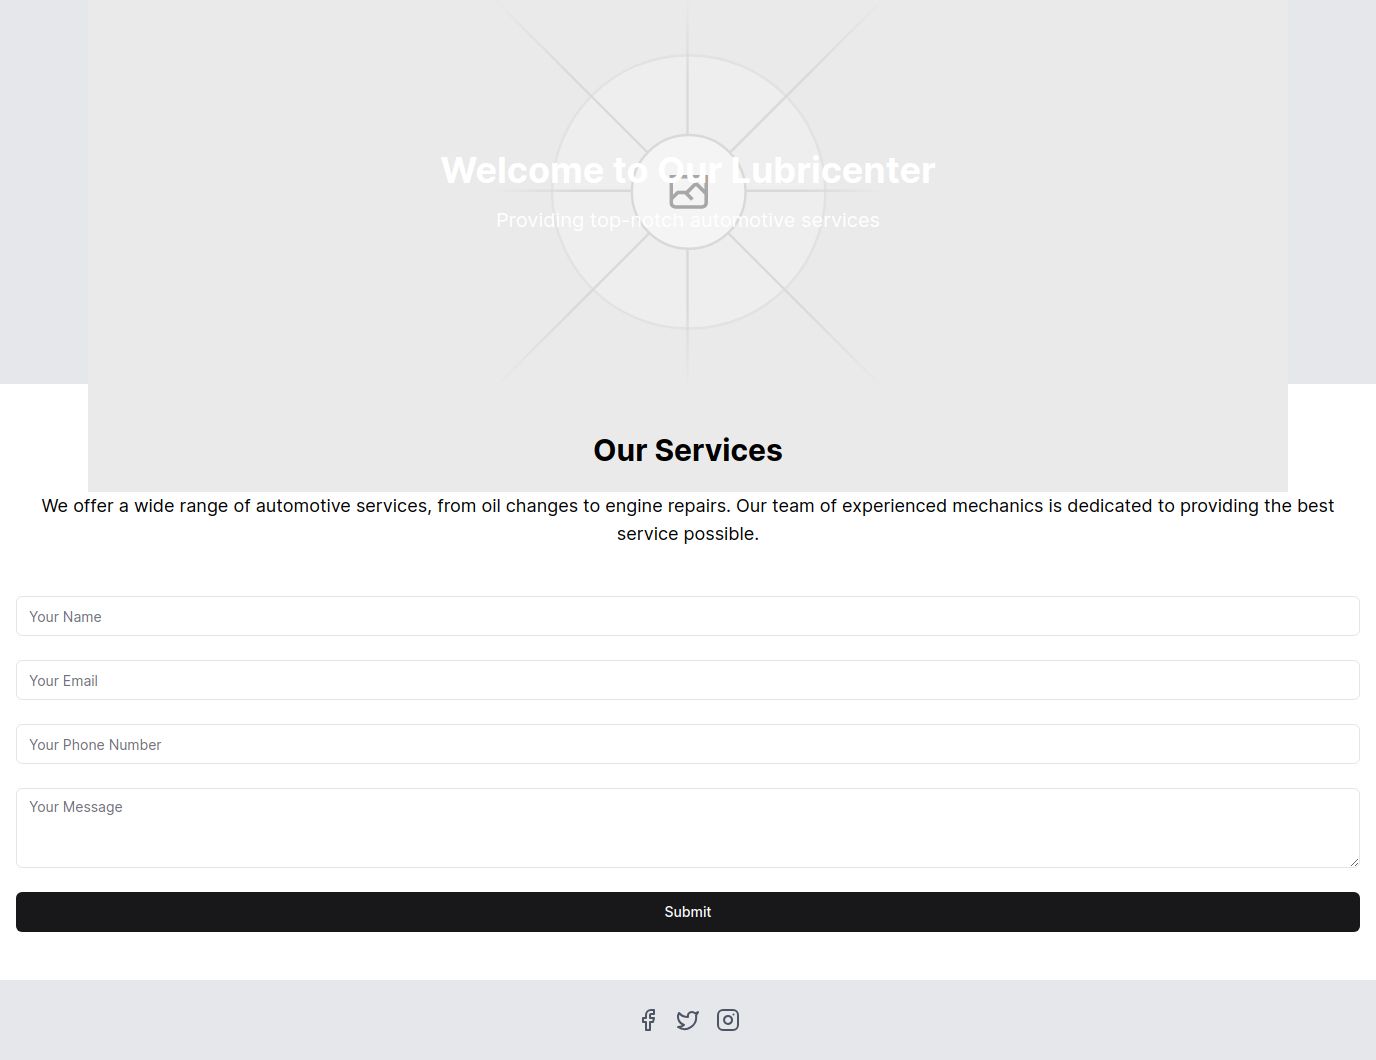 Welcome to Our Lubricenter
Providing top-notch automotive services
Our Services
We offer a wide range of automotive services, from oil changes to engine repairs. Our team of experienced mechanics is dedicated to providing the best
service possible.
Your Name
Your Email
Your Phone Number
Your Message
Submit